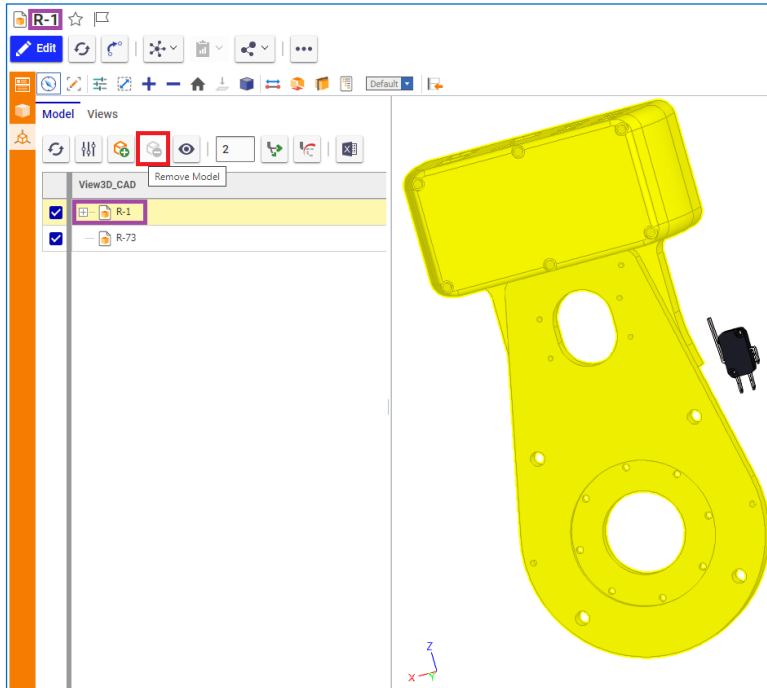 R-1
Edit
Default
Model Views
2
Remove Model
View3D_CAD
R-1
R-73
Z
X Y